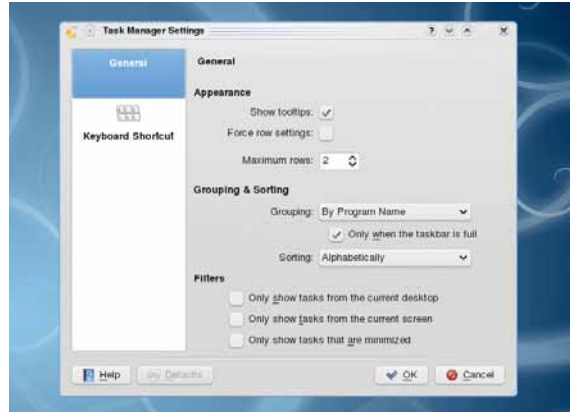 Task Manager Settings
General
Keyboard Shortcut
General
Appearance
Show tooltips:
Force row settings:
Maximum rows: 2
Grouping & Sorting
Grouping: By Program Name
Only when the taskbar is full
Sorting: Alphabetically
Filters
Only show tasks from the current desktop
Only show tasks from the current screen
Only show tasks that are minimized
Help Defaults OK Cancel